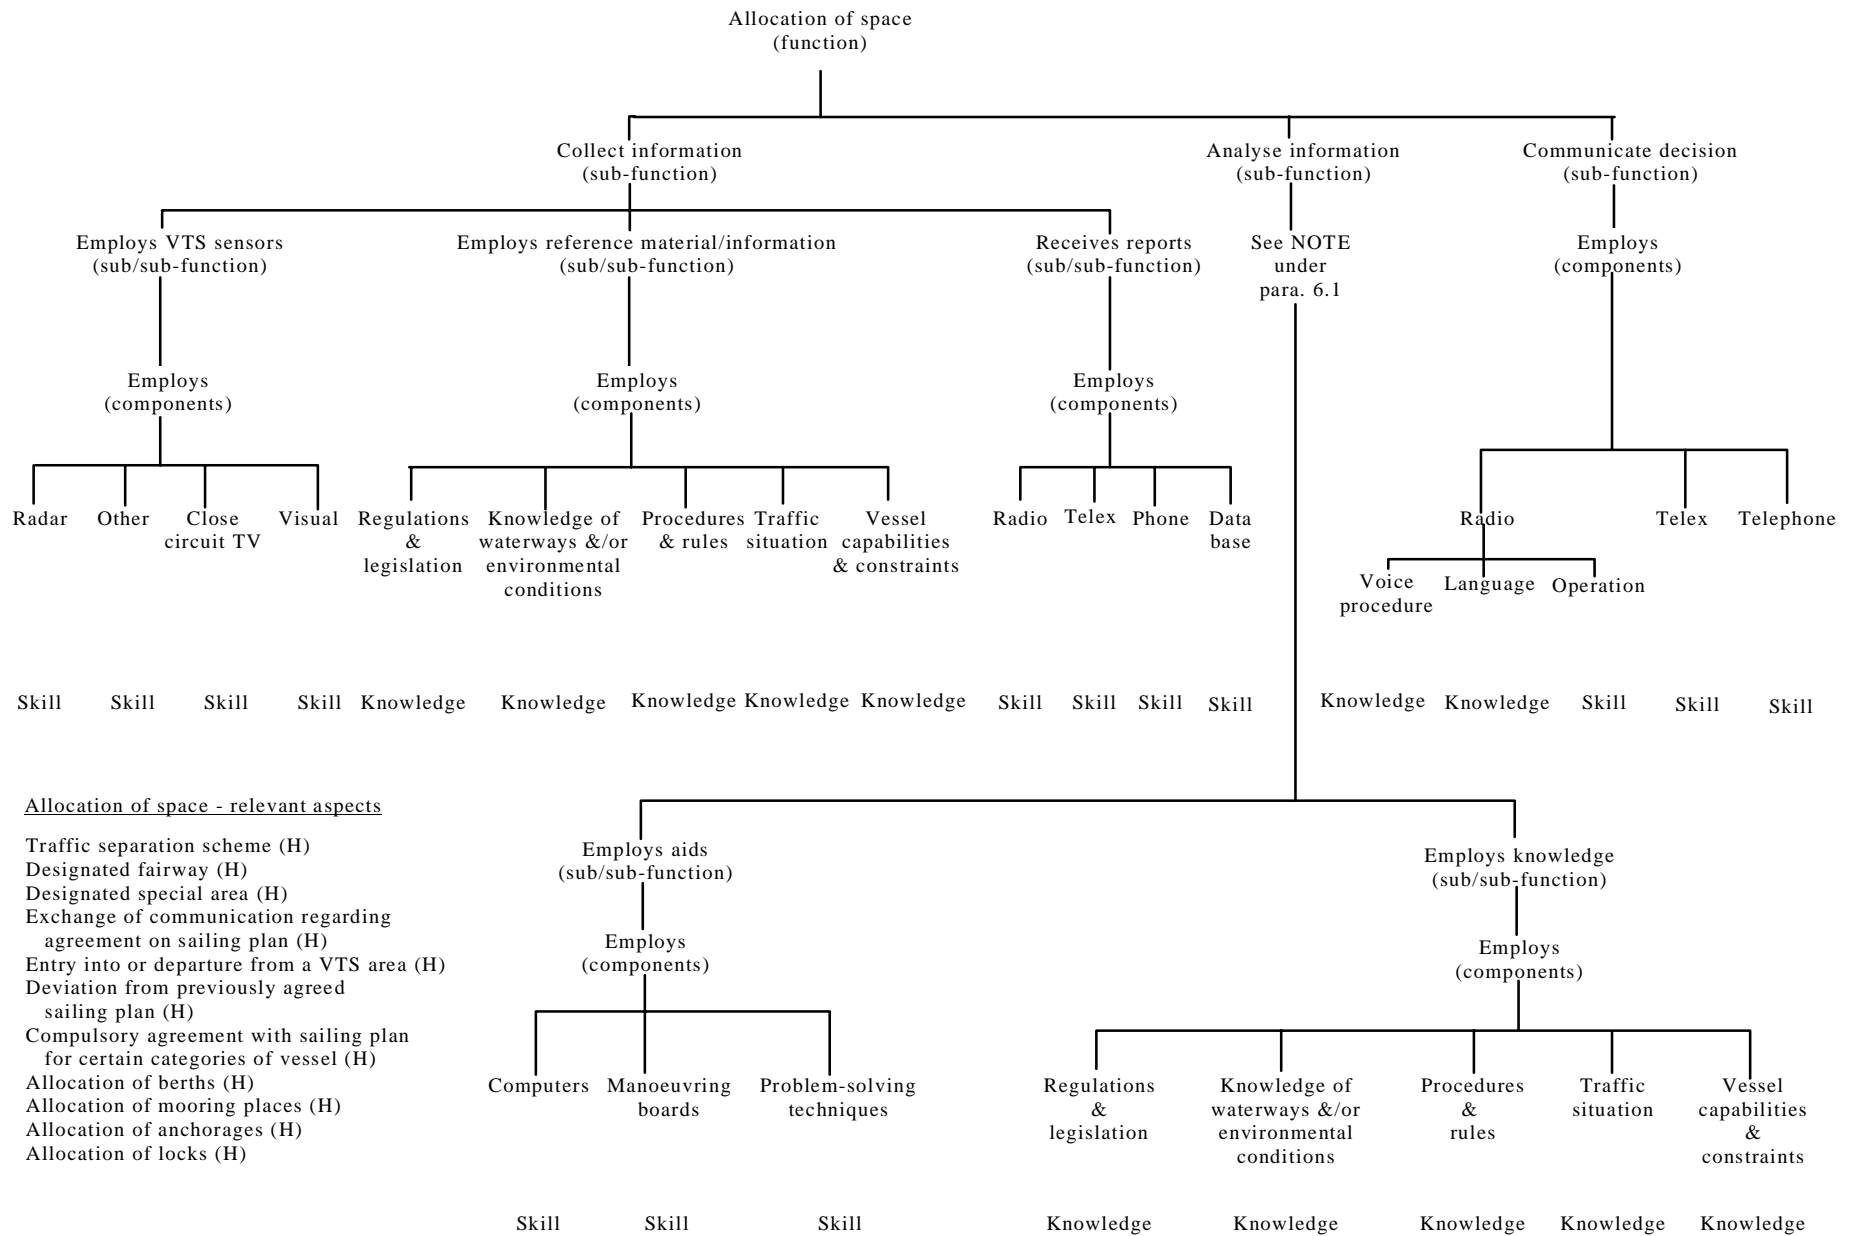 Allocation of space
(function)
Collect information
(sub-function)
Analyse information
(sub-function)
Communicate decision
(sub-function)
Employs VTS sensors
(sub/sub-function)
Employs reference material/information
(sub/sub-function)
Receives reports
(sub/sub-function)
See NOTE
under
para. 6.1
Employs
(components)
Employs
(components)
Employs
(components)
Employs
(components)
Radar
Other
Close
circuit TV
Visual
Regulations
&
legislation
Knowledge of
waterways &/or
environmental
conditions
Procedures
& rules
Traffic
situation
Vessel
capabilities
& constraints
Radio
Telex
Phone
Data
base
Radio
Telex
Telephone
Voice
procedure
Language
Operation
Skill
Skill
Skill
Skill
Knowledge
Knowledge
Knowledge
Knowledge
Knowledge
Skill
Skill
Skill
Skill
Knowledge
Knowledge
Skill
Skill
Skill
Allocation of space - relevant aspects
Traffic separation scheme (H)
Designated fairway (H)
Designated special area (H)
Exchange of communication regarding
agreement on sailing plan (H)
Entry into or departure from a VTS area (H)
Deviation from previously agreed
sailing plan (H)
Compulsory agreement with sailing plan
for certain categories of vessel (H)
Allocation of berths (H)
Allocation of mooring places (H)
Allocation of anchorages (H)
Allocation of locks (H)
Employs aids
(sub/sub-function)
Employs knowledge
(sub/sub-function)
Employs
(components)
Employs
(components)
Computers
Manoeuvring
boards
Problem-solving
techniques
Regulations
&
legislation
Knowledge of
waterways &/or
environmental
conditions
Procedures
&
rules
Traffic
situation
Vessel
capabilities
&
constraints
Skill
Skill
Skill
Knowledge
Knowledge
Knowledge
Knowledge
Knowledge